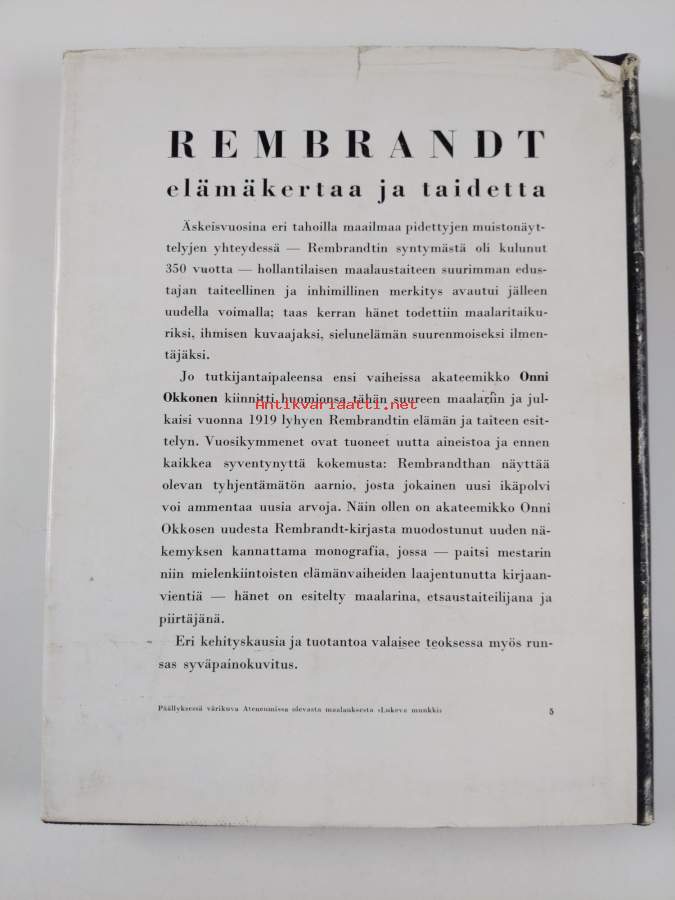 REMBRANDT
elämäkertaa ja taidetta
Äskeisvuosina eri tahoilla maailmaa pidettyjen muistonäyt-
telyjen yhteydessä — Rembrandtin syntymästä oli kulunut
350 vuotta — hollantilaisen maalaustaiteen suurimman edus-
tajan taiteellinen ja inhimillinen merkitys avautui jälleen
uudella voimalla; taas kerran hänet todettiin maalaritaiku-
riksi, ihmisen kuvaajaksi, sielunelämän suurenmoiseksi ilmen-
täjäksi.
Jo tutkijantaipaleensa ensi vaiheissa akateemikko Onni
Okkonen kiinnitti huomionsa tähän suureen maalariin ja jul-
Antikvariaatti.net
kaisi vuonna 1919 lyhyen Rembrandtin elämän ja taiteen esit-
telyn. Vuosikymmenet ovat tuoneet uutta aineistoa ja ennen
kaikkea syventynyttä kokemusta: Rembrandthan näyttää
olevan tyhjentämätön aarnio, josta jokainen uusi ikäpolvi
voi ammentaa uusia arvoja. Näin ollen on akateemikko Onni
Okkosen uudesta Rembrandt-kirjasta muodostunut uuden nä-
kemyksen kannattama monografia, jossa — paitsi mestarin
niin mielenkiintoisten elämänvaiheiden laajentunutta kirjaan-
vientiä — hänet on esitelty maalarina, etsaustaiteilijana ja
piirtäjänä.
Eri kehityskausia ja tuotantoa valaisee teoksessa myös run-
sas syväpainokuvitus.
Päällyksessä värikuva Ateneumissa olevasta maalauksesta »Lukeva munkki» 5